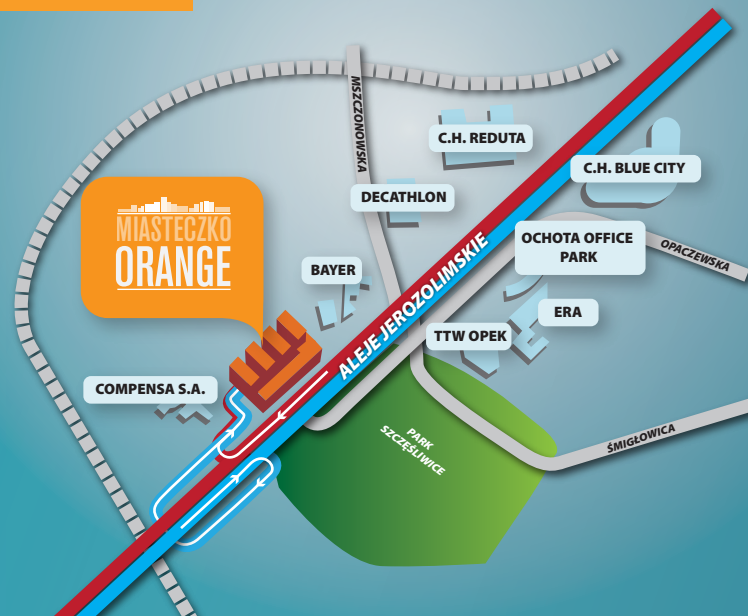 MSZCZONOWSKA
C.H. REDUTA
C.H. BLUE CITY
DECATHLON
MIASTECZKO
ORANGE
OCHOTA OFFICE
PARK
OPACZEWSKA
BAYER
ALEJE JEROZOLIMSKIE
ERA
TTW OPEK
COMPENSA S.A.
PARK
SZCZĘŚLIWICE
ŚMIGŁOWICA